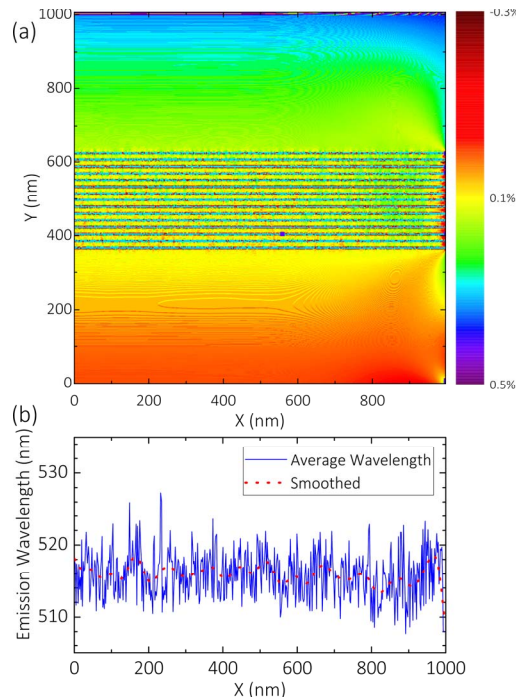 (a)
1000
800
600
400
200
0
Y (nm)
0 200 400 600 800
X (nm)
-0.3%
0.1%
0.5%
(b)
Emission Wavelength (nm)
530
520
510
Average Wavelength
Smoothed
0 200 400 600 800 1000
X (nm)